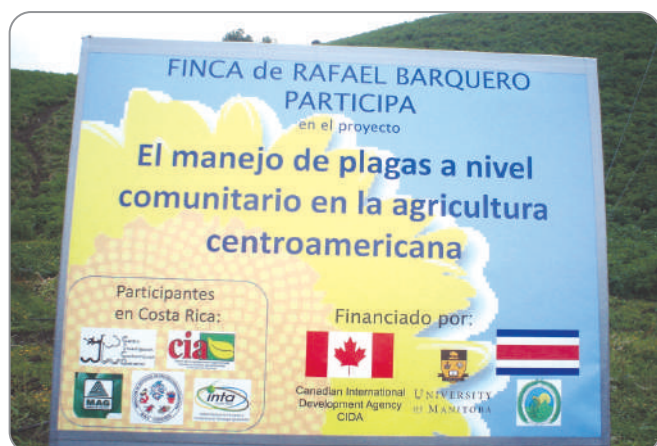 FINCA de RAFAEL BARQUERO
PARTICIPA
en el proyecto
El manejo de plagas a nivel
comunitario en la agricultura
centroamericana
Participantes
en Costa Rica:
cia
MAG
inta
Financiado por:
Canadian International
Development Agency
CIDA
UNIVERSITY
OF MANITOBA